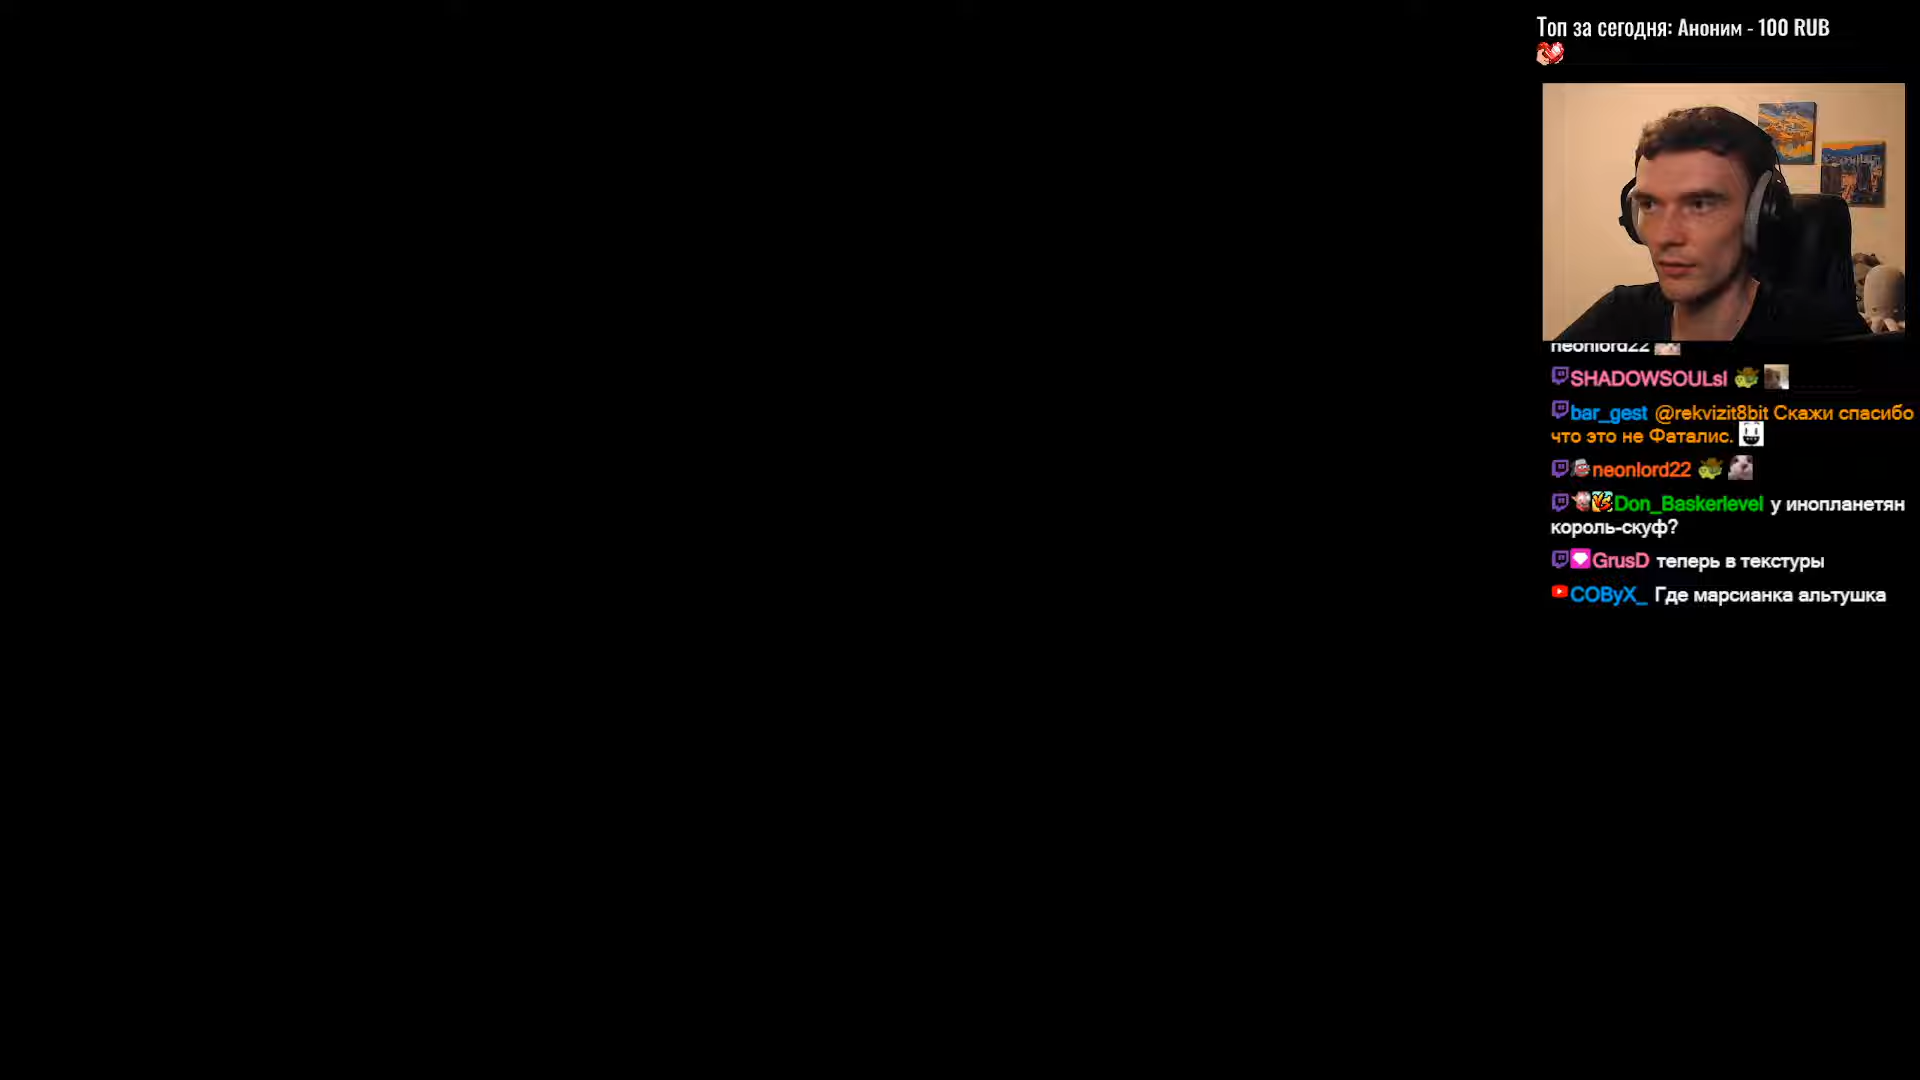 Топ за сегодня: Аноним - 100 RUB
neonlord22
SHADOWSOULsl
bar_gest @rekvizit8bit Скажи спасибо
что это не Фаталис.
neonlord22
Don_Baskerlevel у инопланетян
король-скуф?
GrusD теперь в текстуры
COByX_ Где марсианка альтушка